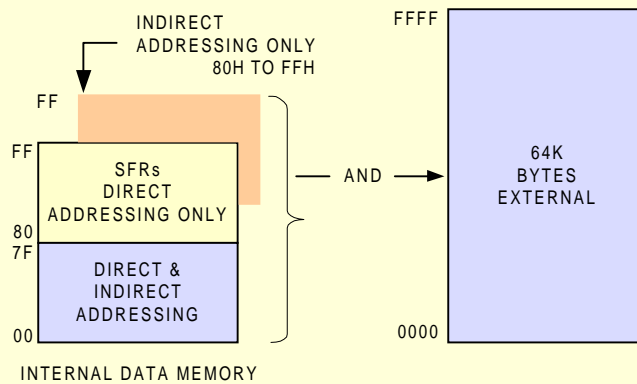 INDIRECT
ADDRESSING ONLY
80H TO FFH
FF
FF
SFRs
DIRECT
ADDRESSING ONLY
80
7F
DIRECT &
INDIRECT
ADDRESSING
00
INTERNAL DATA MEMORY
AND
FFFF
64K
BYTES
EXTERNAL
0000